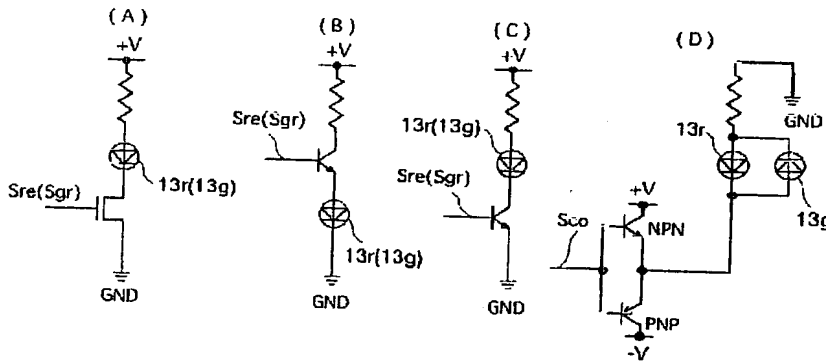 (A)
+V
13r(13g)
Sre(Sgr)
GND
(B)
+V
Sre(Sgr)
13r(13g)
GND
(C)
+V
13r(13g)
Sre(Sgr)
GND
(D)
GND
13r
13g
+V
NPN
Sco
PNP
-V